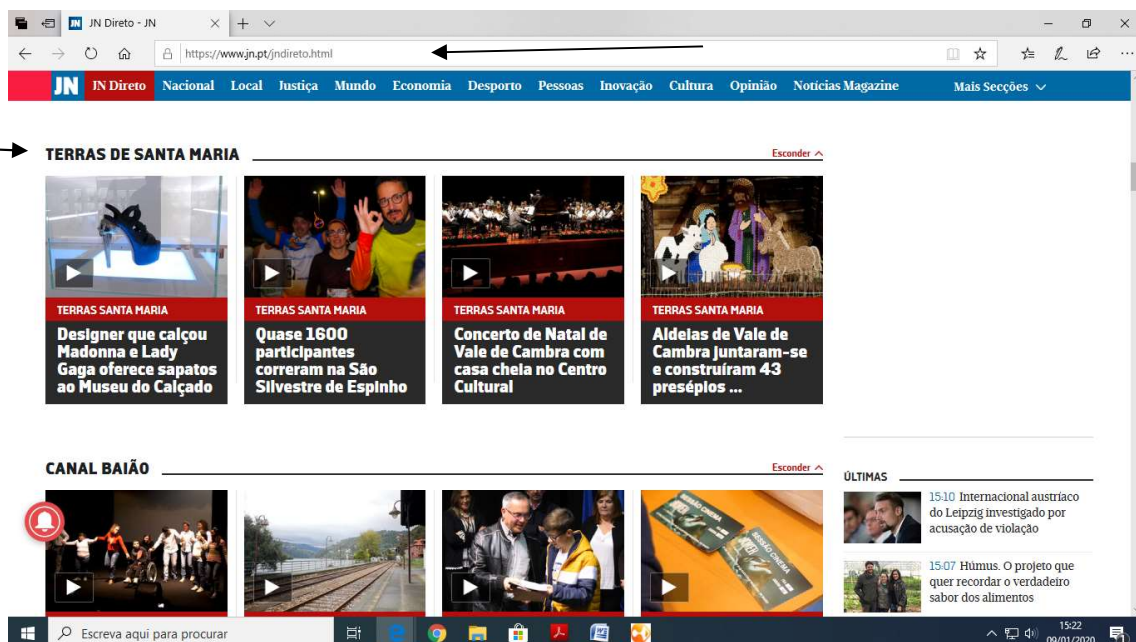 JN JN Direto - JN
https://www.jn.pt/jndireto.html
JN JN Direto Nacional Local Justiça Mundo Economia Desporto Pessoas Inovação Cultura Opinião Notícias Magazine Mais Secções
TERRAS DE SANTA MARIA Esconder
TERRAS SANTA MARIA
Designer que calçou
Madonna e Lady
Gaga oferece sapatos
ao Museu do Calçado
TERRAS SANTA MARIA
Quase 1600
participantes
correram na São
Silvestre de Espinho
TERRAS SANTA MARIA
Concerto de Natal de
Vale de Cambra com
casa cheia no Centro
Cultural
TERRAS SANTA MARIA
Aldeias de Vale de
Cambra juntaram-se
e construíram 43
presépios ...
CANAL BAIÃO Esconder
SESSÃO CINEMA
ÚLTIMAS
15:10 Internacional austríaco
do Leipzig investigado por
acusação de violação
15:07 Húmus. O projeto que
quer recordar o verdadeiro
sabor dos alimentos
Escreva aqui para procurar
15:22
09/01/2020